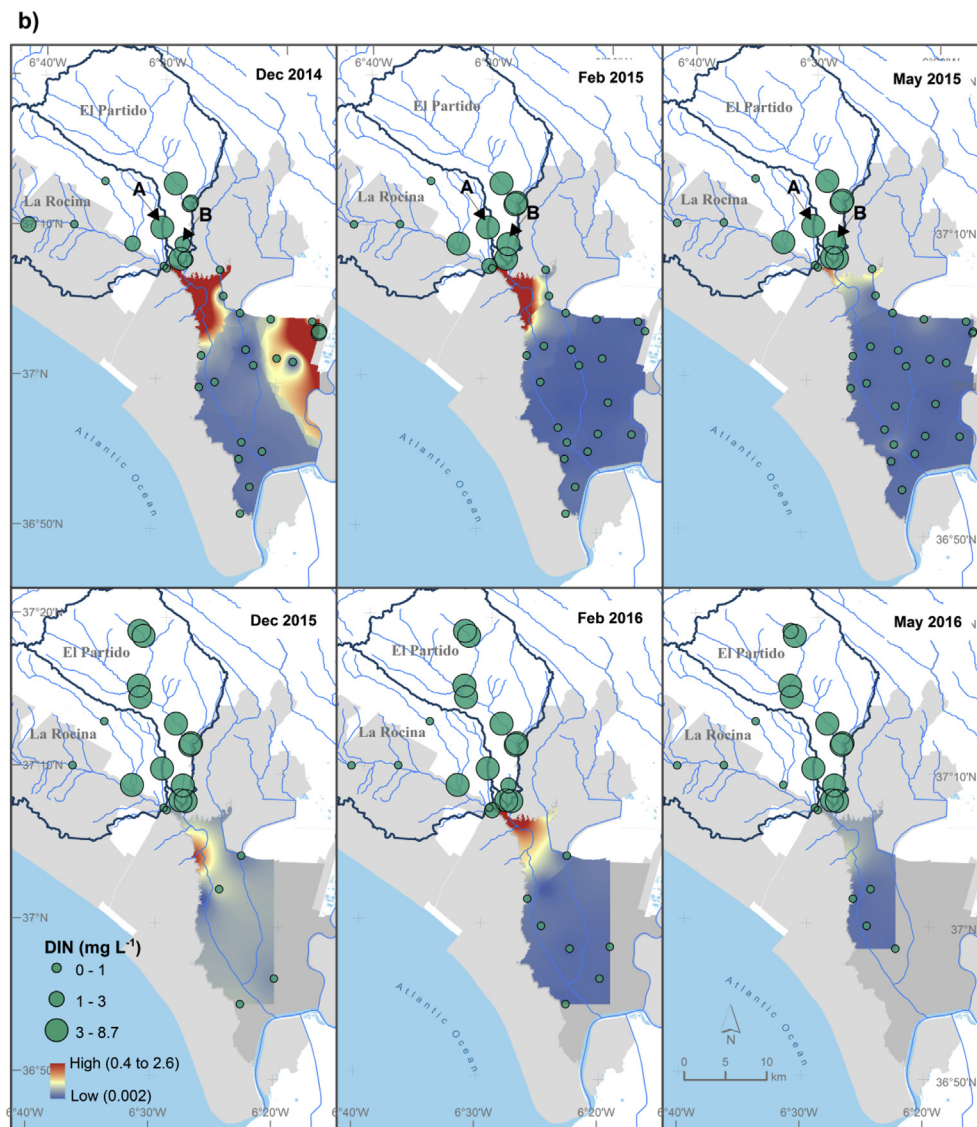 b)
6°40'W
6°30'W
Dec 2014
El Partido
A
La Rocina
B
37°10'N
37°N
Atlantic Ocean
36°50'N
6°40'W
6°30'W
Feb 2015
El Partido
A
La Rocina
B
Atlantic Ocean
6°40'W
6°30'W
May 2015
El Partido
A
La Rocina
B
37°10'N
Atlantic Ocean
36°50'N
37°20'N
Dec 2015
El Partido
La Rocina
37°10'N
37°N
DIN (mg L-1)
0 - 1
1 - 3
3 - 8.7
High (0.4 to 2.6)
Low (0.002)
36°50'N
6°40'W
6°30'W
6°20'W
Feb 2016
El Partido
La Rocina
Atlantic Ocean
6°40'W
6°30'W
6°20'W
May 2016
El Partido
La Rocina
37°10'N
37°N
Atlantic Ocean
N
0 5 10
km
36°50'N
6°40'W
6°30'W
6°20'W